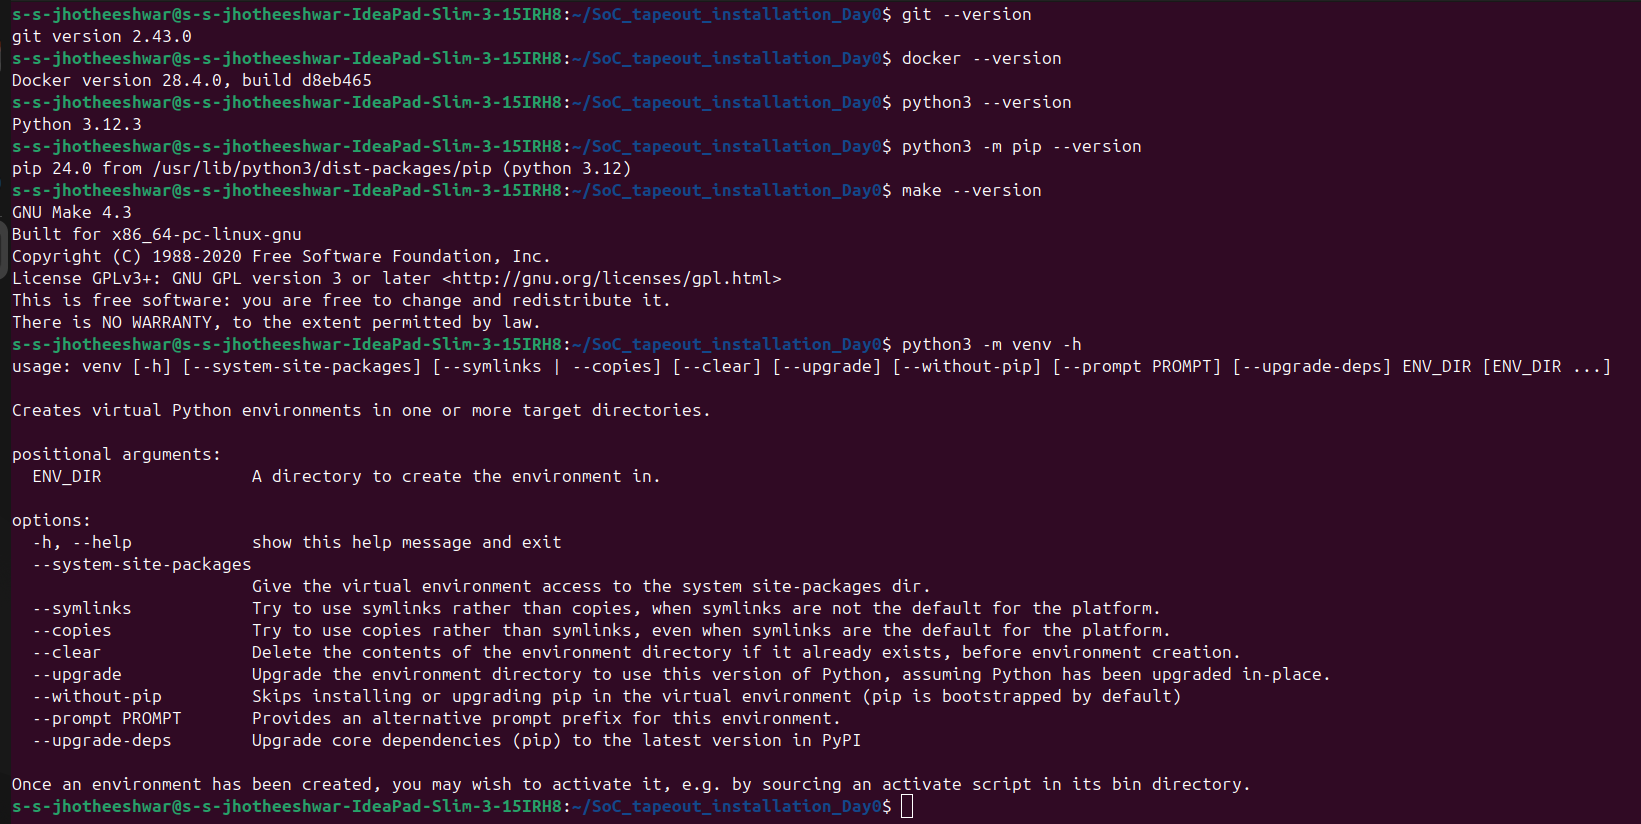 s-s-jhotheeshwar@s-s-jhotheeshwar-IdeaPad-Slim-3-15IRH8:~/SoC_tapeout_installation_Day0$ git --version
git version 2.43.0
s-s-jhotheeshwar@s-s-jhotheeshwar-IdeaPad-Slim-3-15IRH8:~/SoC_tapeout_installation_Day0$ docker --version
Docker version 28.4.0, build d8eb465
s-s-jhotheeshwar@s-s-jhotheeshwar-IdeaPad-Slim-3-15IRH8:~/SoC_tapeout_installation_Day0$ python3 --version
Python 3.12.3
s-s-jhotheeshwar@s-s-jhotheeshwar-IdeaPad-Slim-3-15IRH8:~/SoC_tapeout_installation_Day0$ python3 -m pip --version
pip 24.0 from /usr/lib/python3/dist-packages/pip (python 3.12)
s-s-jhotheeshwar@s-s-jhotheeshwar-IdeaPad-Slim-3-15IRH8:~/SoC_tapeout_installation_Day0$ make --version
GNU Make 4.3
Built for x86_64-pc-linux-gnu
Copyright (C) 1988-2020 Free Software Foundation, Inc.
License GPLv3+: GNU GPL version 3 or later <http://gnu.org/licenses/gpl.html>
This is free software: you are free to change and redistribute it.
There is NO WARRANTY, to the extent permitted by law.
s-s-jhotheeshwar@s-s-jhotheeshwar-IdeaPad-Slim-3-15IRH8:~/SoC_tapeout_installation_Day0$ python3 -m venv -h
usage: venv [-h] [--system-site-packages] [--symlinks | --copies] [--clear] [--upgrade] [--without-pip] [--prompt PROMPT] [--upgrade-deps] ENV_DIR [ENV_DIR ...]

Creates virtual Python environments in one or more target directories.

positional arguments:
  ENV_DIR               A directory to create the environment in.

options:
  -h, --help            show this help message and exit
  --system-site-packages
                        Give the virtual environment access to the system site-packages dir.
  --symlinks            Try to use symlinks rather than copies, when symlinks are not the default for the platform.
  --copies              Try to use copies rather than symlinks, even when symlinks are the default for the platform.
  --clear               Delete the contents of the environment directory if it already exists, before environment creation.
  --upgrade             Upgrade the environment directory to use this version of Python, assuming Python has been upgraded in-place.
  --without-pip         Skips installing or upgrading pip in the virtual environment (pip is bootstrapped by default)
  --prompt PROMPT       Provides an alternative prompt prefix for this environment.
  --upgrade-deps        Upgrade core dependencies (pip) to the latest version in PyPI

Once an environment has been created, you may wish to activate it, e.g. by sourcing an activate script in its bin directory.
s-s-jhotheeshwar@s-s-jhotheeshwar-IdeaPad-Slim-3-15IRH8:~/SoC_tapeout_installation_Day0$